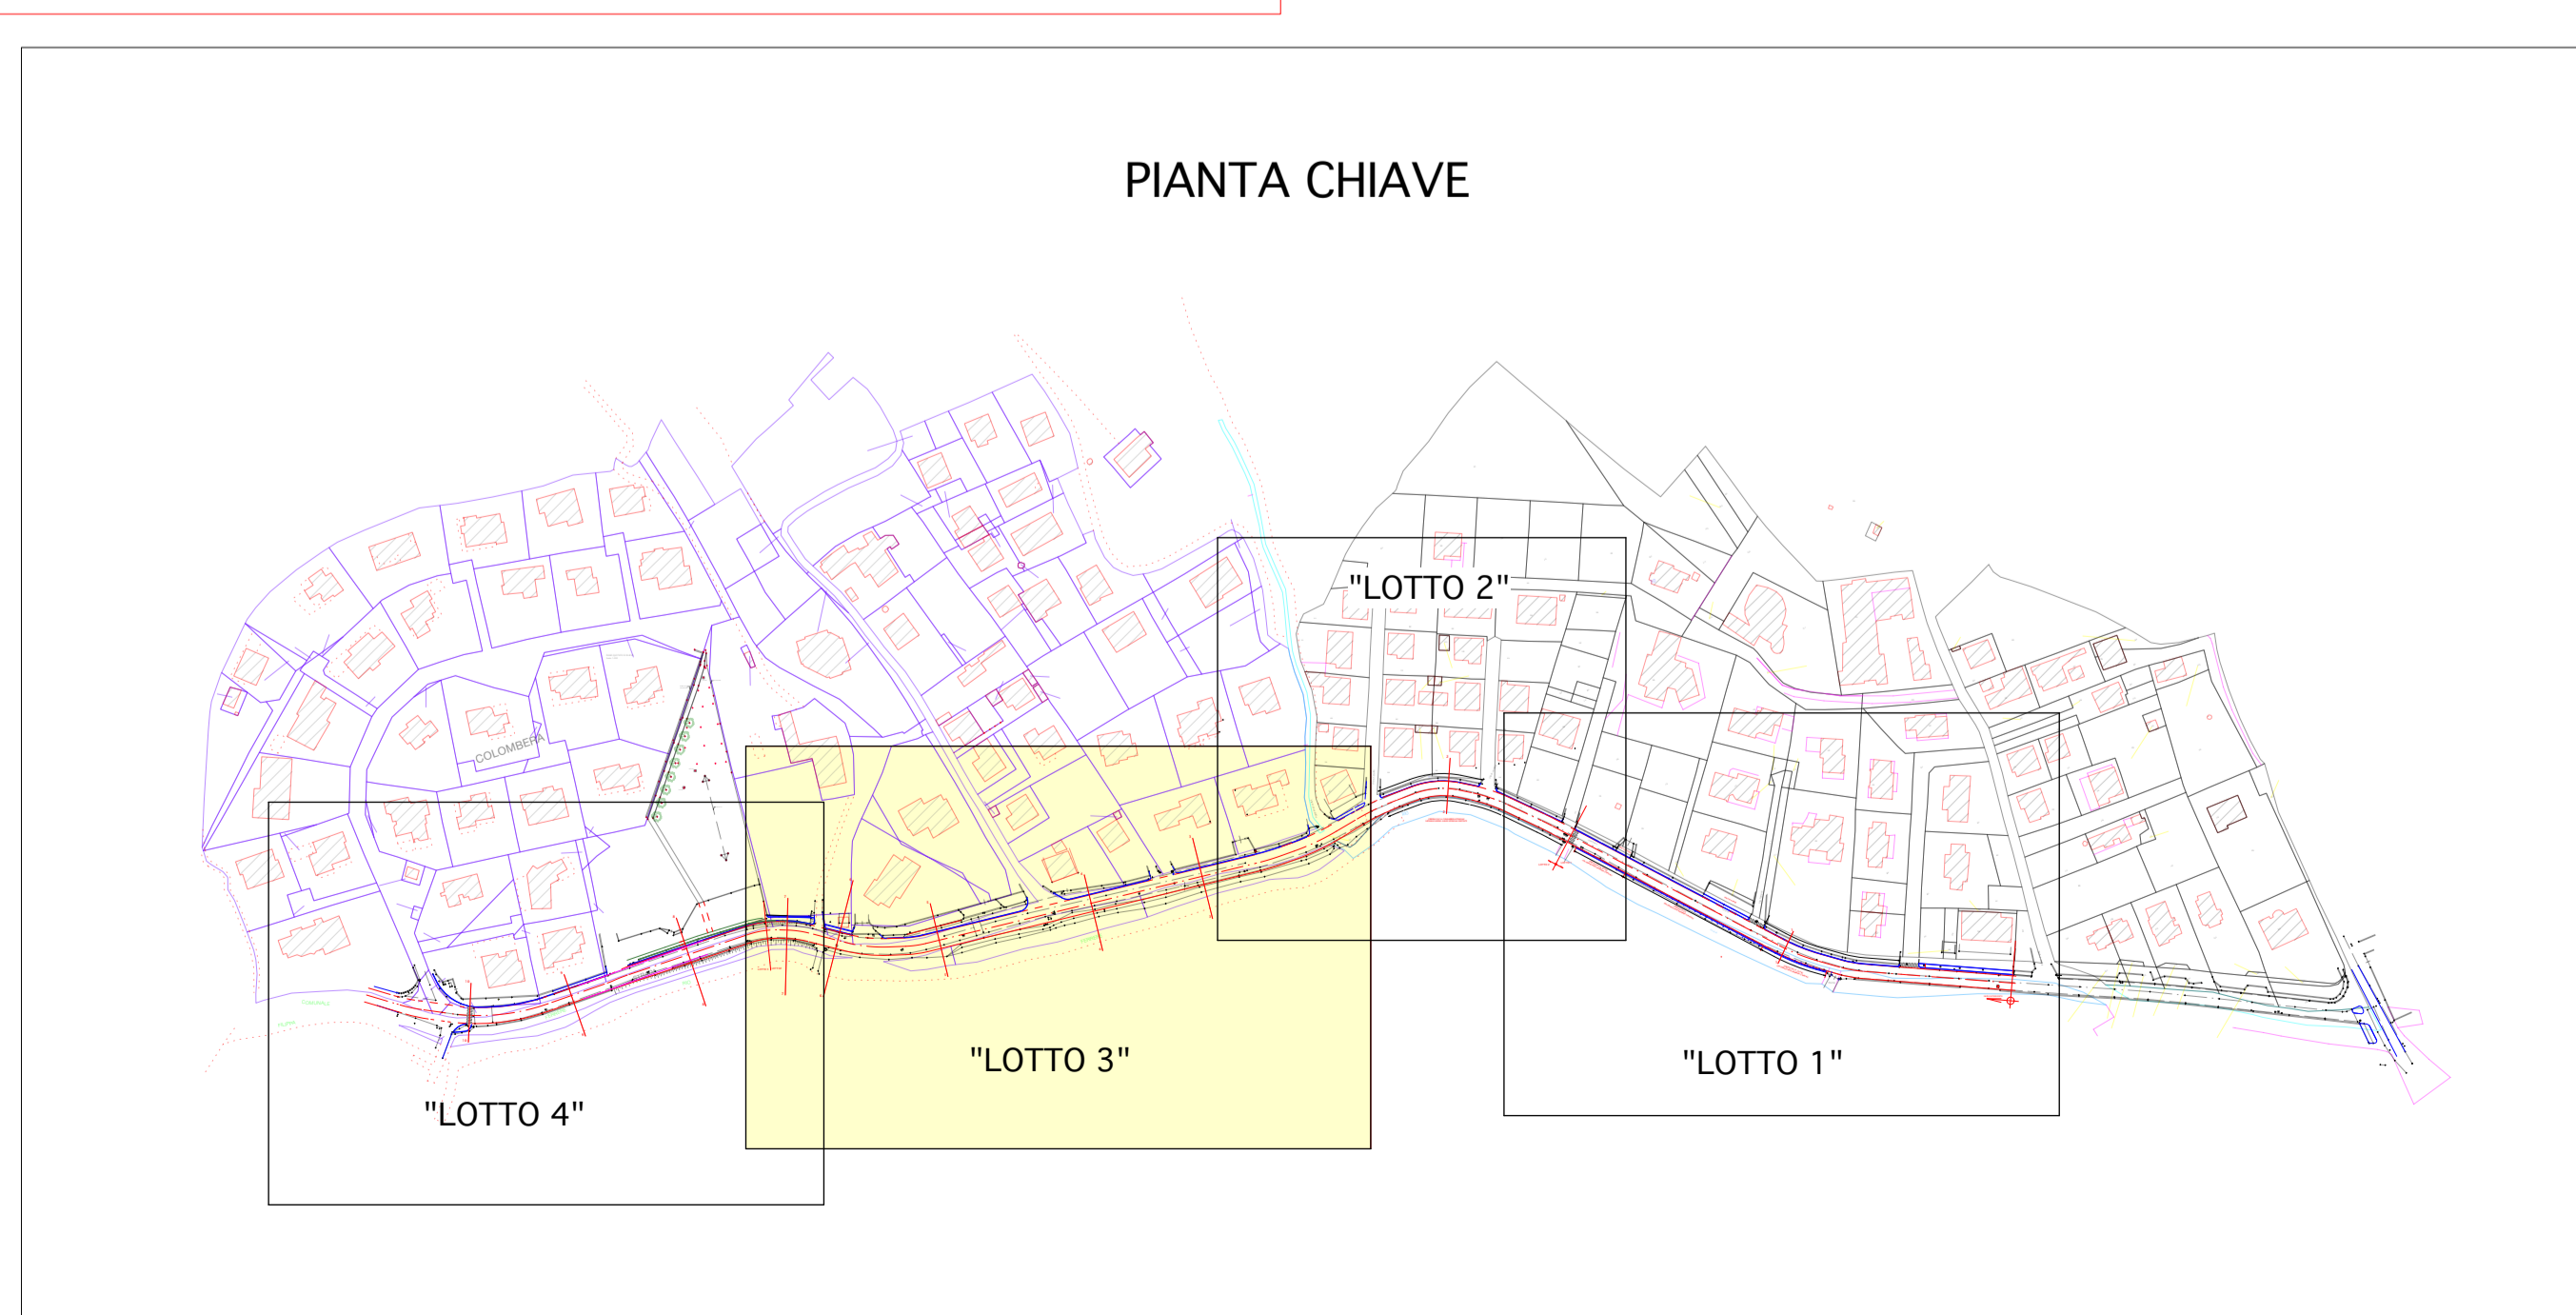 PIANTA CHIAVE
"LOTTO 2"
COLOMBERA
"LOTTO 3"
"LOTTO 1"
"LOTTO 4"